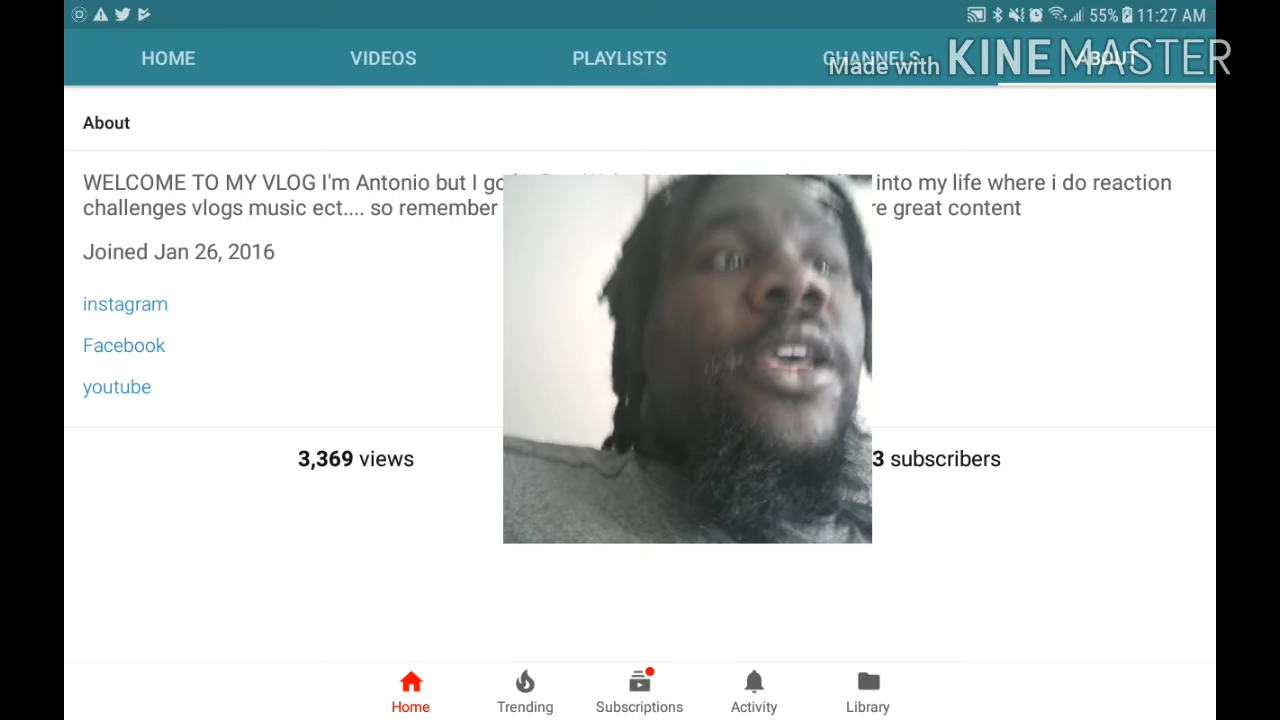 55% 11:27 AM
HOME VIDEOS PLAYLISTS CHANNELS ABOUT
Made with KINEMASTER
About
WELCOME TO MY VLOG I'm Antonio but I go into my life where i do reaction
challenges vlogs music ect.... so remember re great content
Joined Jan 26, 2016
instagram
Facebook
youtube
3,369 views 3 subscribers
Home Trending Subscriptions Activity Library